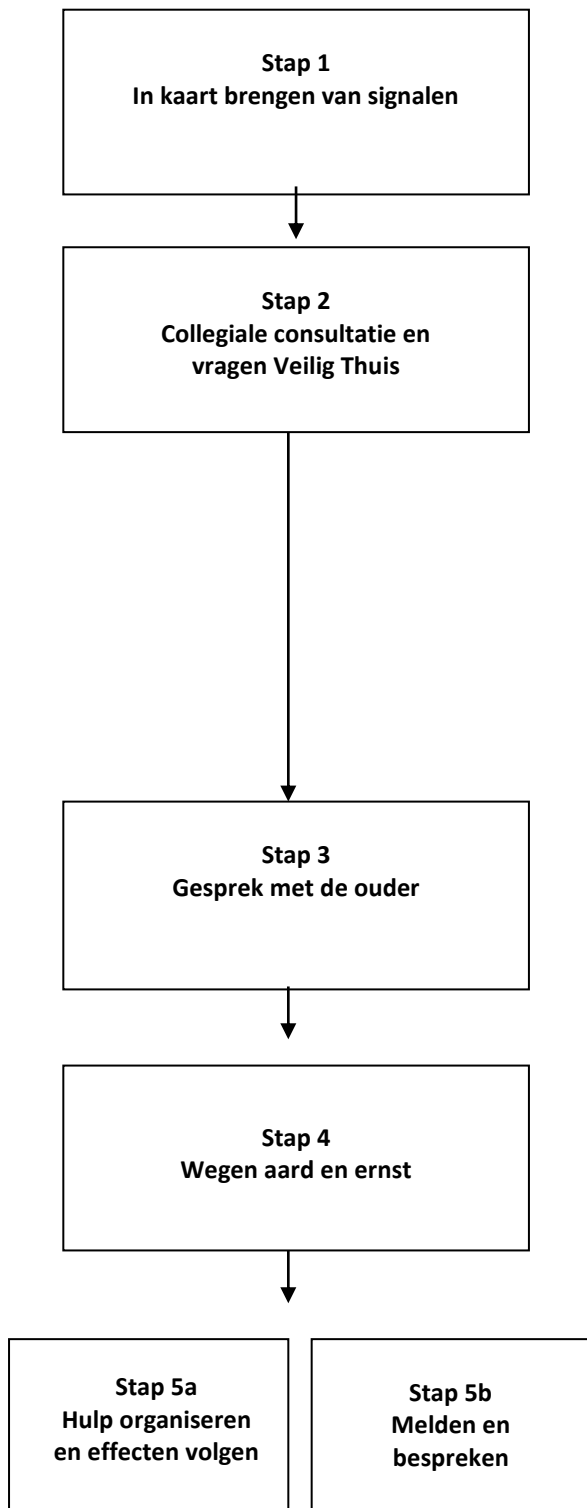 Stap 1
In kaart brengen van signalen
Stap 2
Collegiale consultatie en
vragen Veilig Thuis
Stap 3
Gesprek met de ouder
Stap 4
Wegen aard en ernst
Stap 5a
Hulp organiseren
en effecten volgen
Stap 5b
Melden en
bespreken